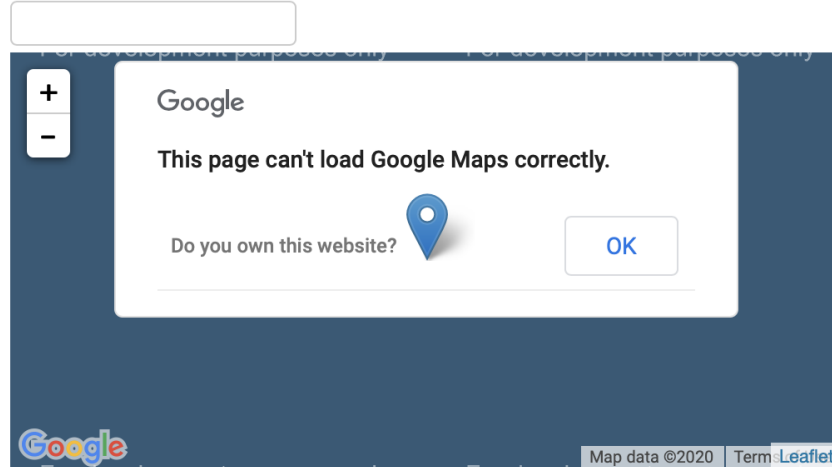 For development purposes only For development purposes only
+
Google
This page can't load Google Maps correctly.
−
Do you own this website?
OK
Google
Map data ©2020
Terms
Leaflet